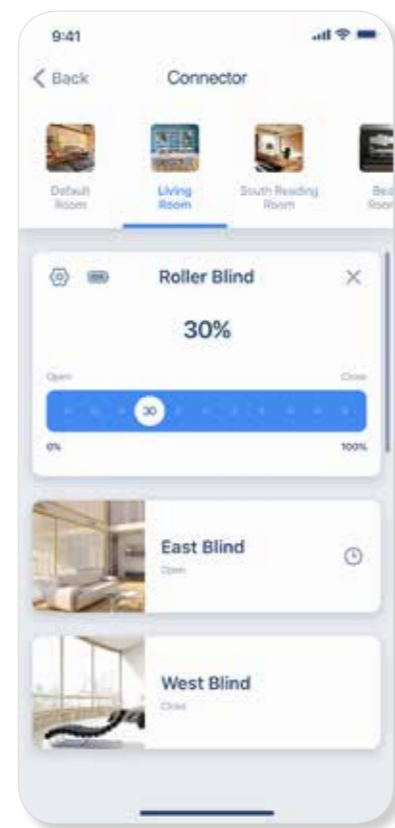 9:41
Back
Connector
Default
Room
Living
Room
South Reading
Room
Roller Blind
30%
Open
Close
30
0%
100%
East Blind
Open
West Blind
Close